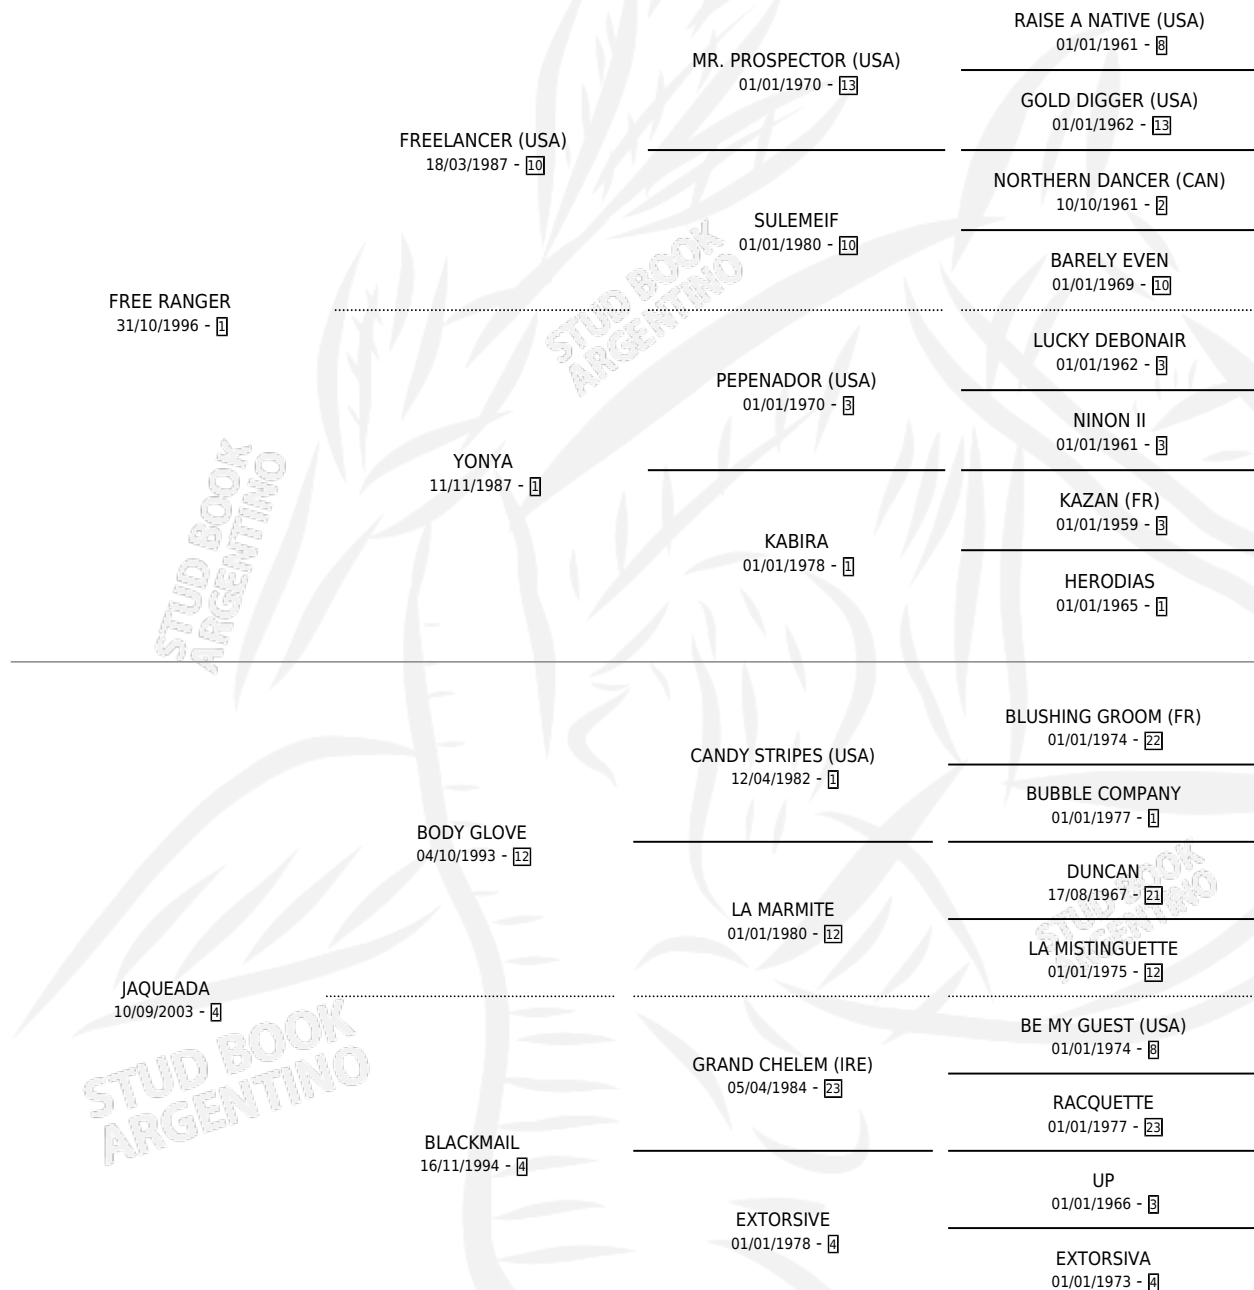 RAISE A NATIVE (USA)
01/01/1961 - 8
MR. PROSPECTOR (USA)
01/01/1970 - 13
GOLD DIGGER (USA)
01/01/1962 - 13
FREELANCER (USA)
18/03/1987 - 10
NORTHERN DANCER (CAN)
10/10/1961 - 2
SULEMEIF
01/01/1980 - 10
BARELY EVEN
01/01/1969 - 10
FREE RANGER
31/10/1996 - 1
STUD BOOK
ARGENTINO
LUCKY DEBONAIR
01/01/1962 - 3
PEPENADOR (USA)
01/01/1970 - 3
NINON II
01/01/1961 - 3
YONYA
11/11/1987 - 1
KAZAN (FR)
01/01/1959 - 3
KABIRA
01/01/1978 - 1
HERODIAS
01/01/1965 - 1
STUD BOOK
ARGENTINO
BLUSHING GROOM (FR)
01/01/1974 - 22
CANDY STRIPES (USA)
12/04/1982 - 1
BUBBLE COMPANY
01/01/1977 - 1
BODY GLOVE
04/10/1993 - 12
DUNCAN
17/08/1967 - 21
STUD BOOK
ARGENTINO
LA MARMITE
01/01/1980 - 12
LA MISTINGUETTE
01/01/1975 - 12
JAQUEADA
10/09/2003 - 4
STUD BOOK
ARGENTINO
BE MY GUEST (USA)
01/01/1974 - 8
GRAND CHELEM (IRE)
05/04/1984 - 23
RACQUETTE
01/01/1977 - 23
BLACKMAIL
16/11/1994 - 4
UP
01/01/1966 - 3
EXTORSIVE
01/01/1978 - 4
EXTORSIVA
01/01/1973 - 4